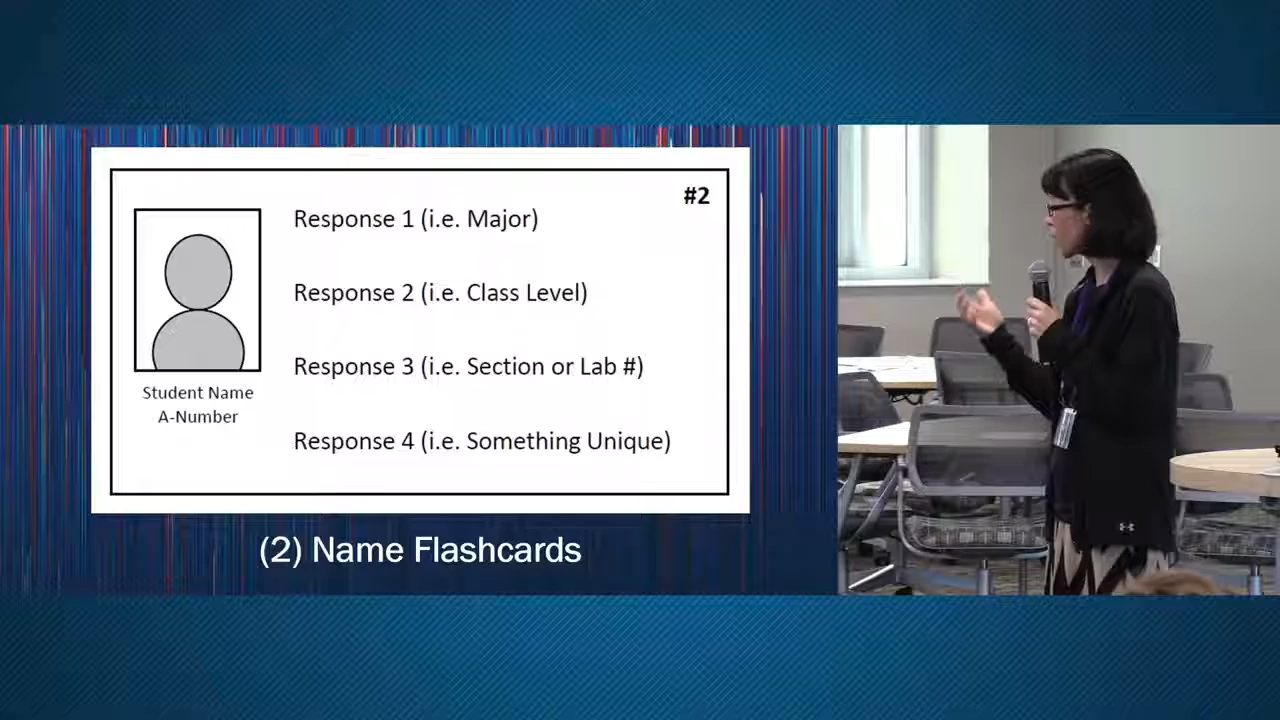 #2
Response 1 (i.e. Major)
Response 2 (i.e. Class Level)
Response 3 (i.e. Section or Lab #)
Student Name
A-Number
Response 4 (i.e. Something Unique)
(2) Name Flashcards